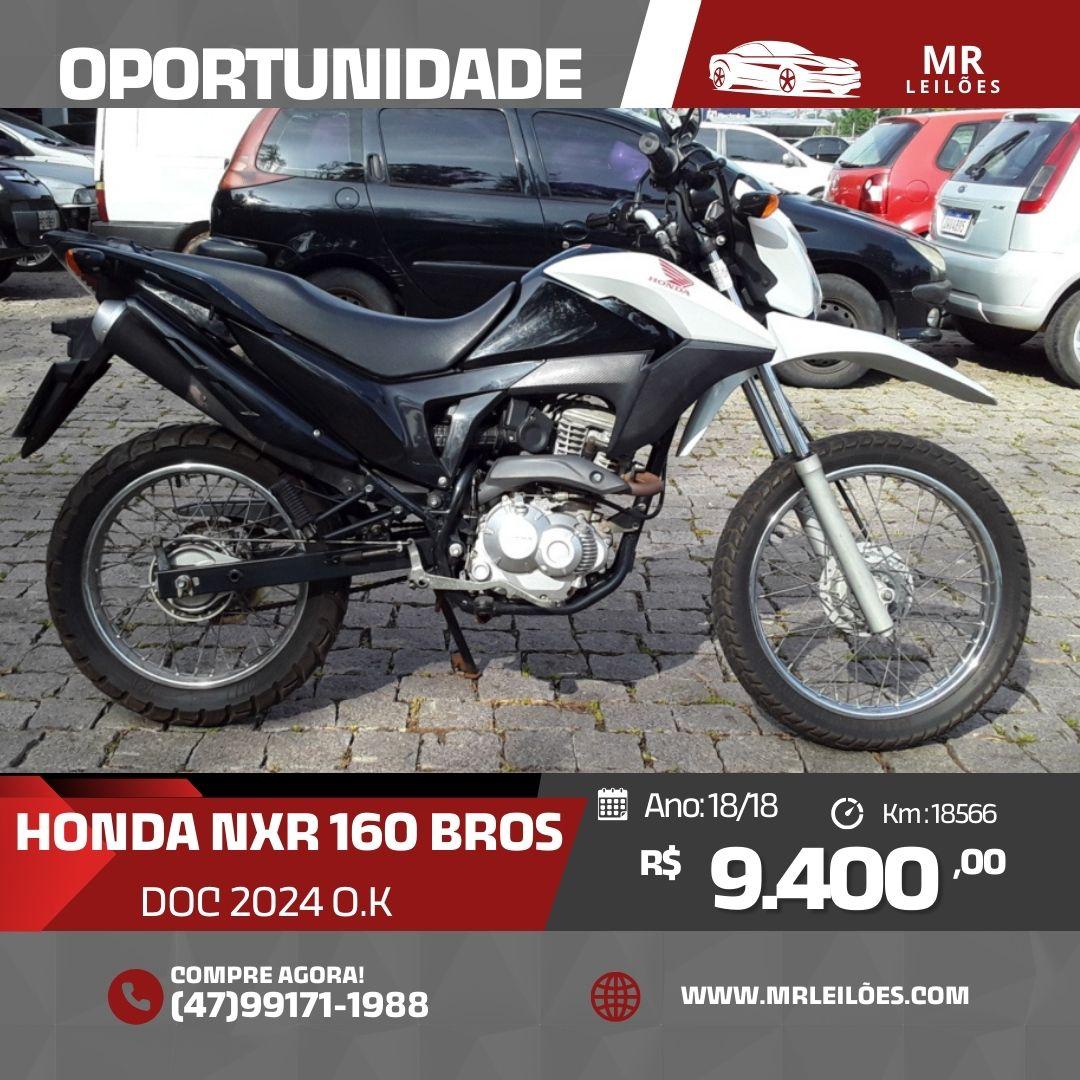 OPORTUNIDADE
MR
LEILÕES
HONDA
HONDA NXR 160 BROS
DOC 2024 O.K
Ano: 18/18
Km: 18566
R$ 9.400,00
COMPRE AGORA!
(47)99171-1988
WWW.MRLEILÕES.COM